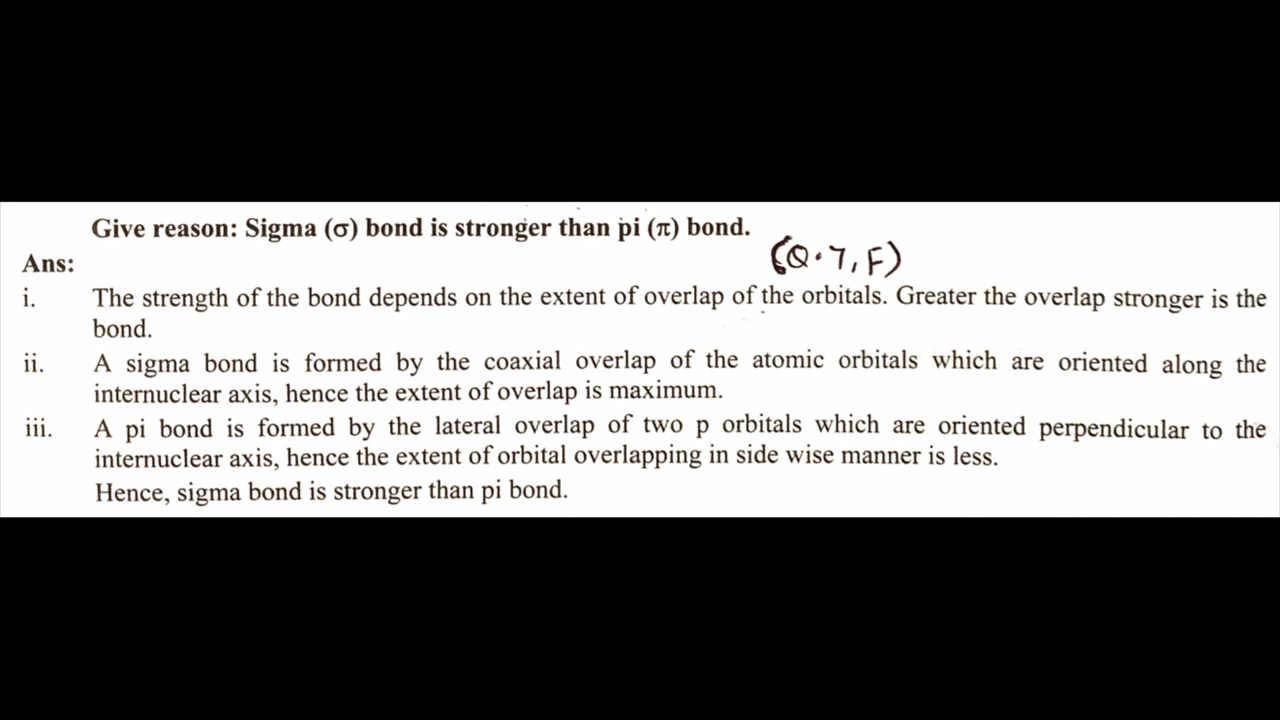 Give reason: Sigma (σ) bond is stronger than pi (π) bond.
(Q.7, F)
Ans:
i. The strength of the bond depends on the extent of overlap of the orbitals. Greater the overlap stronger is the
bond.
ii. A sigma bond is formed by the coaxial overlap of the atomic orbitals which are oriented along the
internuclear axis, hence the extent of overlap is maximum.
iii. A pi bond is formed by the lateral overlap of two p orbitals which are oriented perpendicular to the
internuclear axis, hence the extent of orbital overlapping in side wise manner is less.
Hence, sigma bond is stronger than pi bond.